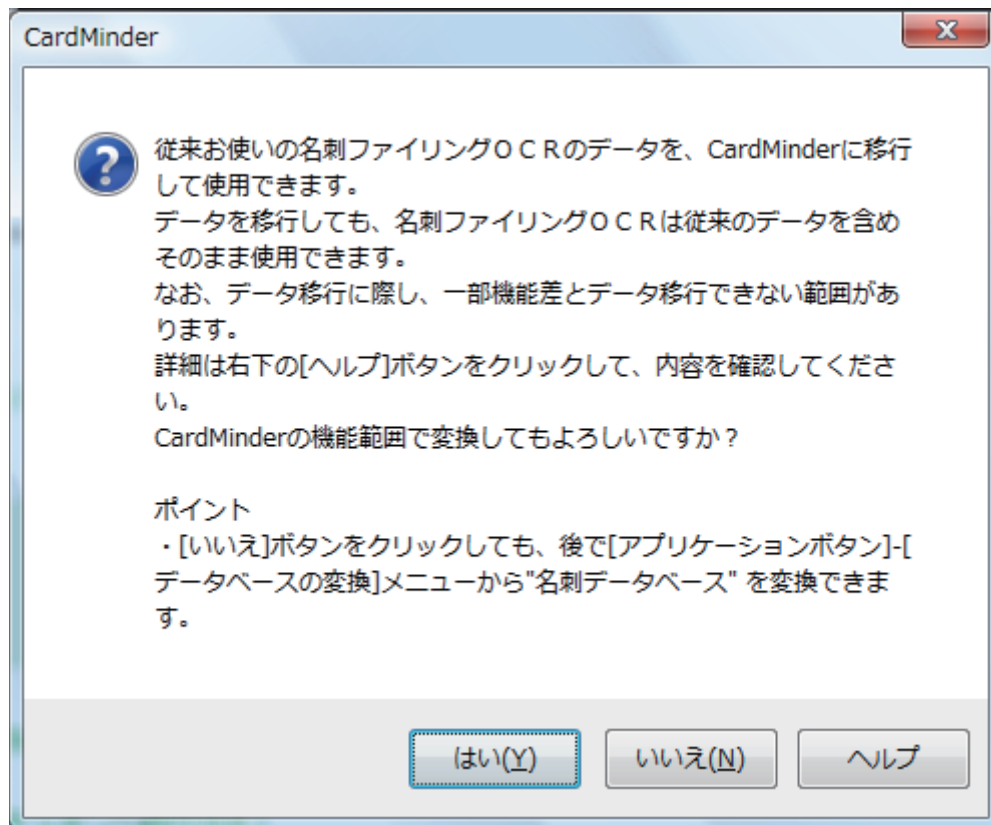 CardMinder
従来お使いの名刺ファイリングＯＣＲのデータを、CardMinderに移行
して使用できます。
データを移行しても、名刺ファイリングＯＣＲは従来のデータを含め
そのまま使用できます。
なお、データ移行に際し、一部機能差とデータ移行できない範囲があ
ります。
詳細は右下の[ヘルプ]ボタンをクリックして、内容を確認してくださ
い。
CardMinderの機能範囲で変換してもよろしいですか？
ポイント
・[いいえ]ボタンをクリックしても、後で[アプリケーションボタン]-[
データベースの変換]メニューから"名刺データベース" を変換できま
す。
はい(Y)
いいえ(N)
ヘルプ